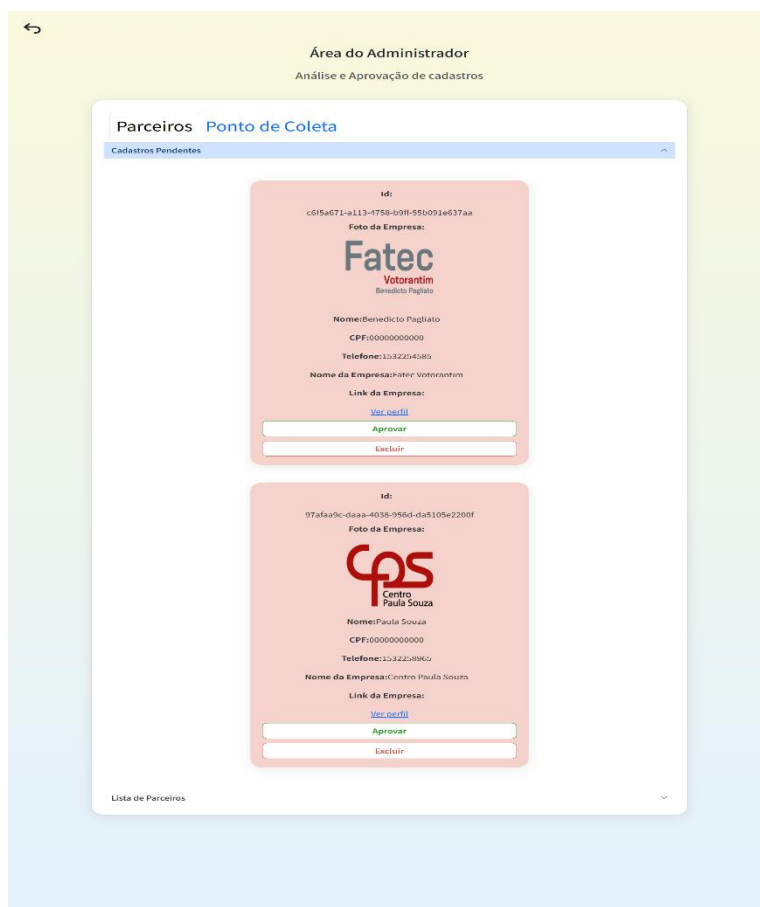 Área do Administrador
Análise e Aprovação de cadastros
Parceiros Ponto de Coleta
Cadastros Pendentes
Id:
c6f5a671-a113-4758-b9ff-55b091e637aa
Foto da Empresa:
Fatec
Votorantim
Benedicto Pagliato
Nome:Benedicto Pagliato
CPF:00000000000
Telefone:1532254585
Nome da Empresa:Fatec Votorantim
Link da Empresa:
Ver perfil
Aprovar
Excluir
Id:
97afaa9c-daaa-4038-956d-da5105e2200f
Foto da Empresa:
cps
Centro
Paula Souza
Nome:Paula Souza
CPF:00000000000
Telefone:1532258965
Nome da Empresa:Centro Paula Souza
Link da Empresa:
Ver perfil
Aprovar
Excluir
Lista de Parceiros